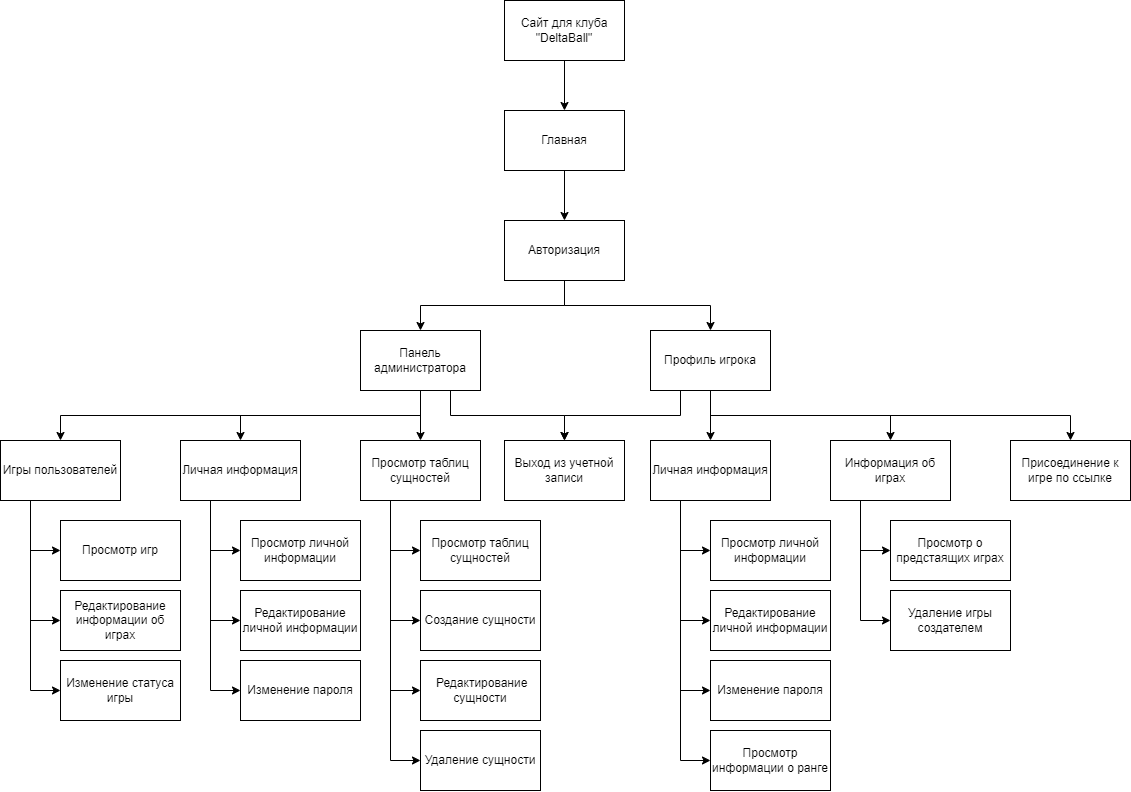 Сайт для клуба
"DeltaBall"
Главная
Авторизация
Панель
администратора
Профиль игрока
Игры пользователей
Личная информация
Просмотр таблиц
сущностей
Выход из учетной
записи
Личная информация
Информация об
играх
Присоединение к
игре по ссылке
Просмотр игр
Редактирование
информации об
играх
Изменение статуса
игры
Просмотр личной
информации
Редактирование
личной информации
Изменение пароля
Просмотр таблиц
сущностей
Создание сущности
Редактирование
сущности
Удаление сущности
Просмотр личной
информации
Редактирование
личной информации
Изменение пароля
Просмотр
информации о ранге
Просмотр о
предстаящих играх
Удаление игры
создателем